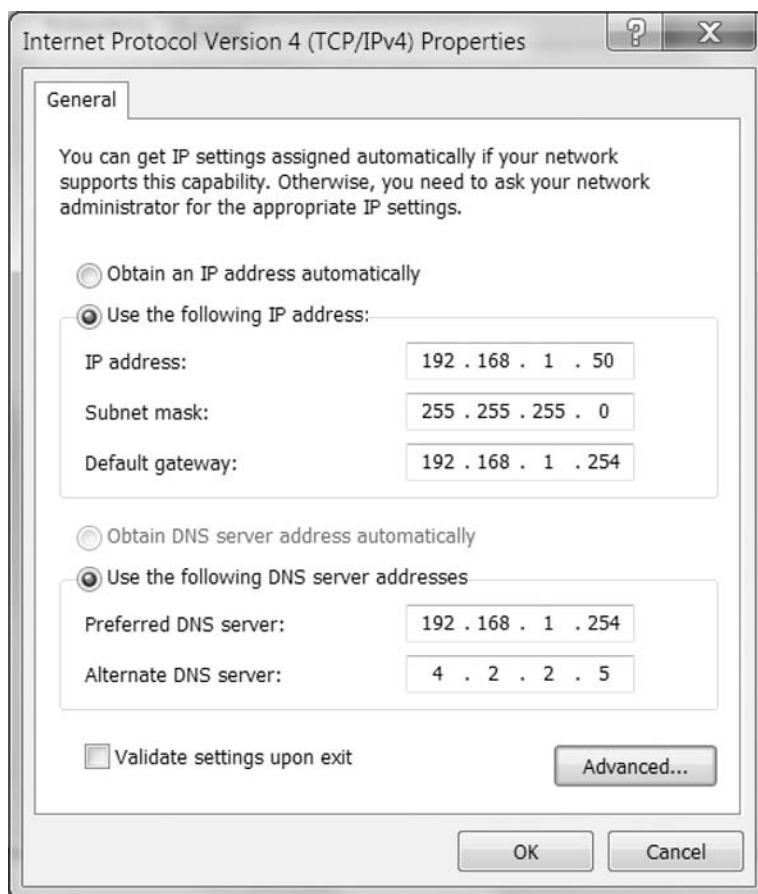 Internet Protocol Version 4 (TCP/IPv4) Properties
General
You can get IP settings assigned automatically if your network
supports this capability. Otherwise, you need to ask your network
administrator for the appropriate IP settings.
Obtain an IP address automatically
Use the following IP address:
IP address: 192 . 168 . 1 . 50
Subnet mask: 255 . 255 . 255 . 0
Default gateway: 192 . 168 . 1 . 254
Obtain DNS server address automatically
Use the following DNS server addresses
Preferred DNS server: 192 . 168 . 1 . 254
Alternate DNS server: 4 . 2 . 2 . 5
Validate settings upon exit
Advanced...
OK Cancel